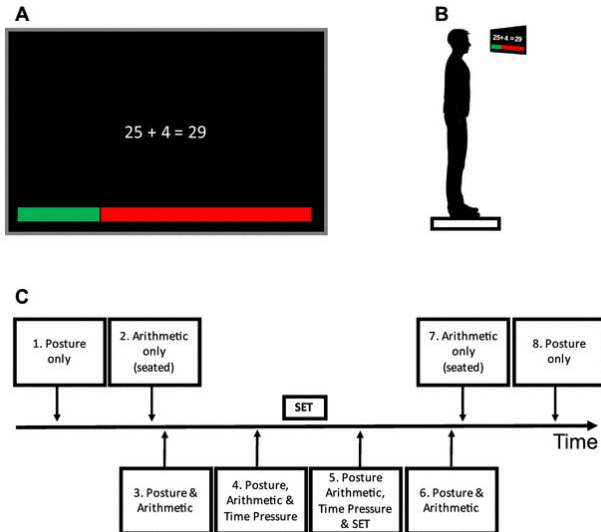 A
25 + 4 = 29
B
25+ 4 = 29
C
1. Posture
only
2. Arithmetic
only
(seated)
7. Arithmetic
only
(seated)
8. Posture
only
SET
Time
3. Posture &
Arithmetic
4. Posture,
Arithmetic &
Time Pressure
5. Posture
Arithmetic,
Time Pressure
& SET
6. Posture &
Arithmetic